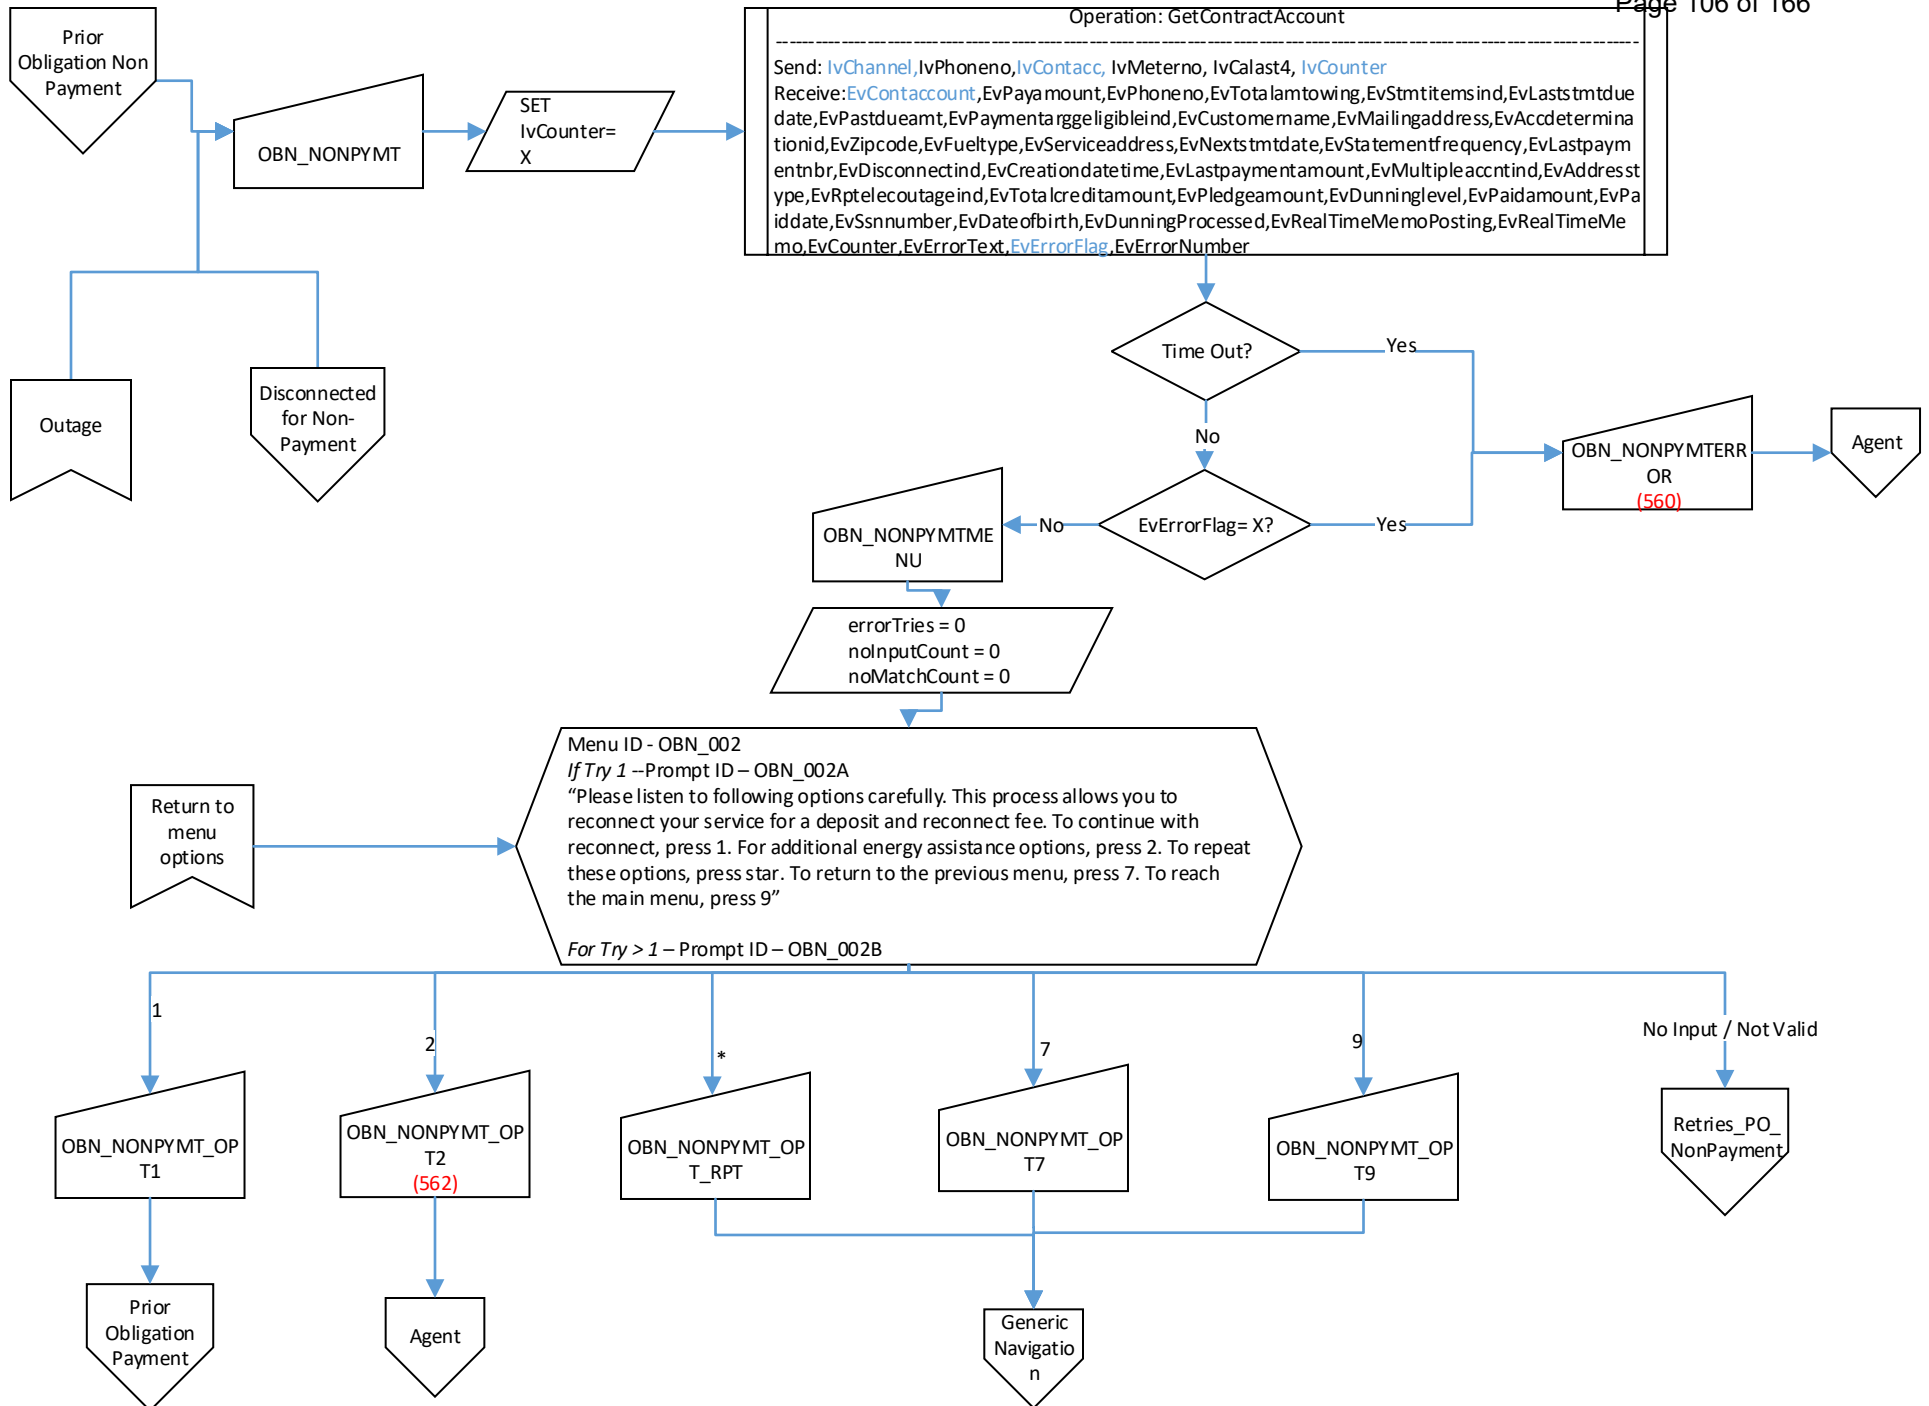 Page 106 of 166
Prior
Obligation Non
Payment
OBN_NONPYMT
SET
IvCounter=
X
Operation: GetContractAccount
Send: IvChannel,IvPhoneno,IvContacc, IvMeterno, IvCalast4, IvCounter
Receive:EvContaccount,EvPayamount,EvPhoneno,EvTotalamtowing,EvStmtitemsind,EvLaststmtdue
date,EvPastdueamt,EvPaymentarggeligibleind,EvCustomername,EvMailingaddress,EvAccdetermina
tionid,EvZipcode,EvFueltype,EvServiceaddress,EvNextstmtdate,EvStatementfrequency,EvLastpaym
entnbr,EvDisconnectind,EvCreationdatetime,EvLastpaymentamount,EvMultipleaccntind,EvAddresst
ype,EvRptelecoutageind,EvTotalcreditamount,EvPledgeamount,EvDunninglevel,EvPaidamount,EvPa
iddate,EvSsnnumber,EvDateofbirth,EvDunningProcessed,EvRealTimeMemoPosting,EvRealTimeMe
mo,EvCounter,EvErrorText,EvErrorFlag,EvErrorNumber
Outage
Disconnected
for Non-
Payment
Time Out?
Yes
No
OBN_NONPYMTERR
OR
(560)
Agent
EvErrorFlag= X?
Yes
No
OBN_NONPYMTME
NU
errorTries = 0
noInputCount = 0
noMatchCount = 0
Return to
menu
options
Menu ID - OBN_002
If Try 1 --Prompt ID – OBN_002A
“Please listen to following options carefully. This process allows you to
reconnect your service for a deposit and reconnect fee. To continue with
reconnect, press 1. For additional energy assistance options, press 2. To repeat
these options, press star. To return to the previous menu, press 7. To reach
the main menu, press 9”
For Try > 1 – Prompt ID – OBN_002B
1
2
*
7
9
No Input / Not Valid
OBN_NONPYMT_OP
T1
OBN_NONPYMT_OP
T2
(562)
OBN_NONPYMT_OP
T_RPT
OBN_NONPYMT_OP
T7
OBN_NONPYMT_OP
T9
Retries_PO_
NonPayment
Prior
Obligation
Payment
Agent
Generic
Navigatio
n